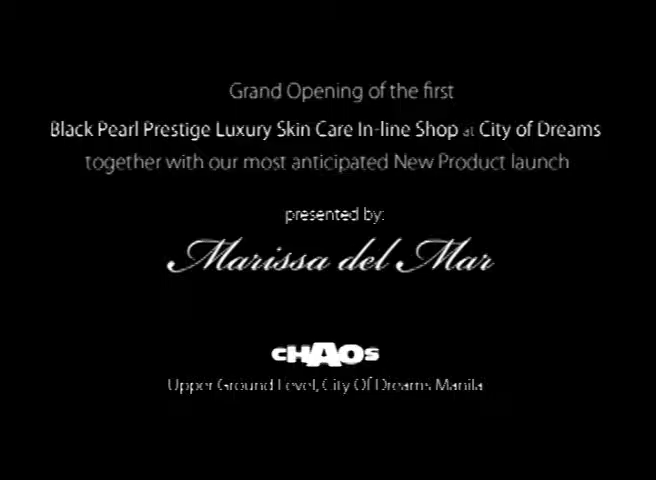 Grand Opening of the first
Black Pearl Prestige Luxury Skin Care In-line Shop at City of Dreams
together with our most anticipated New Product launch
presented by:
Marissa del Mar
CHAOS
Upper Ground Level, City Of Dreams Manila